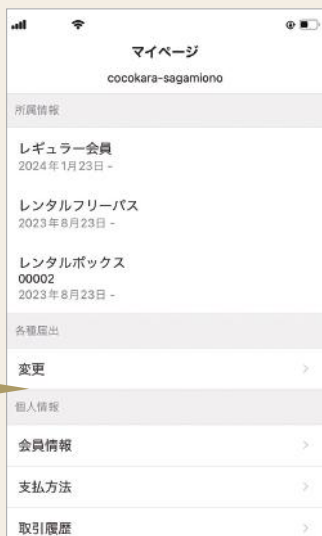 マイページ
cocokara-sagamiono
所属情報
レギュラー会員
2024年1月23日 -
レンタルフリーパス
2023年8月23日 -
レンタルボックス
00002
2023年8月23日 -
各種届出
変更
個人情報
会員情報
支払方法
取引履歴